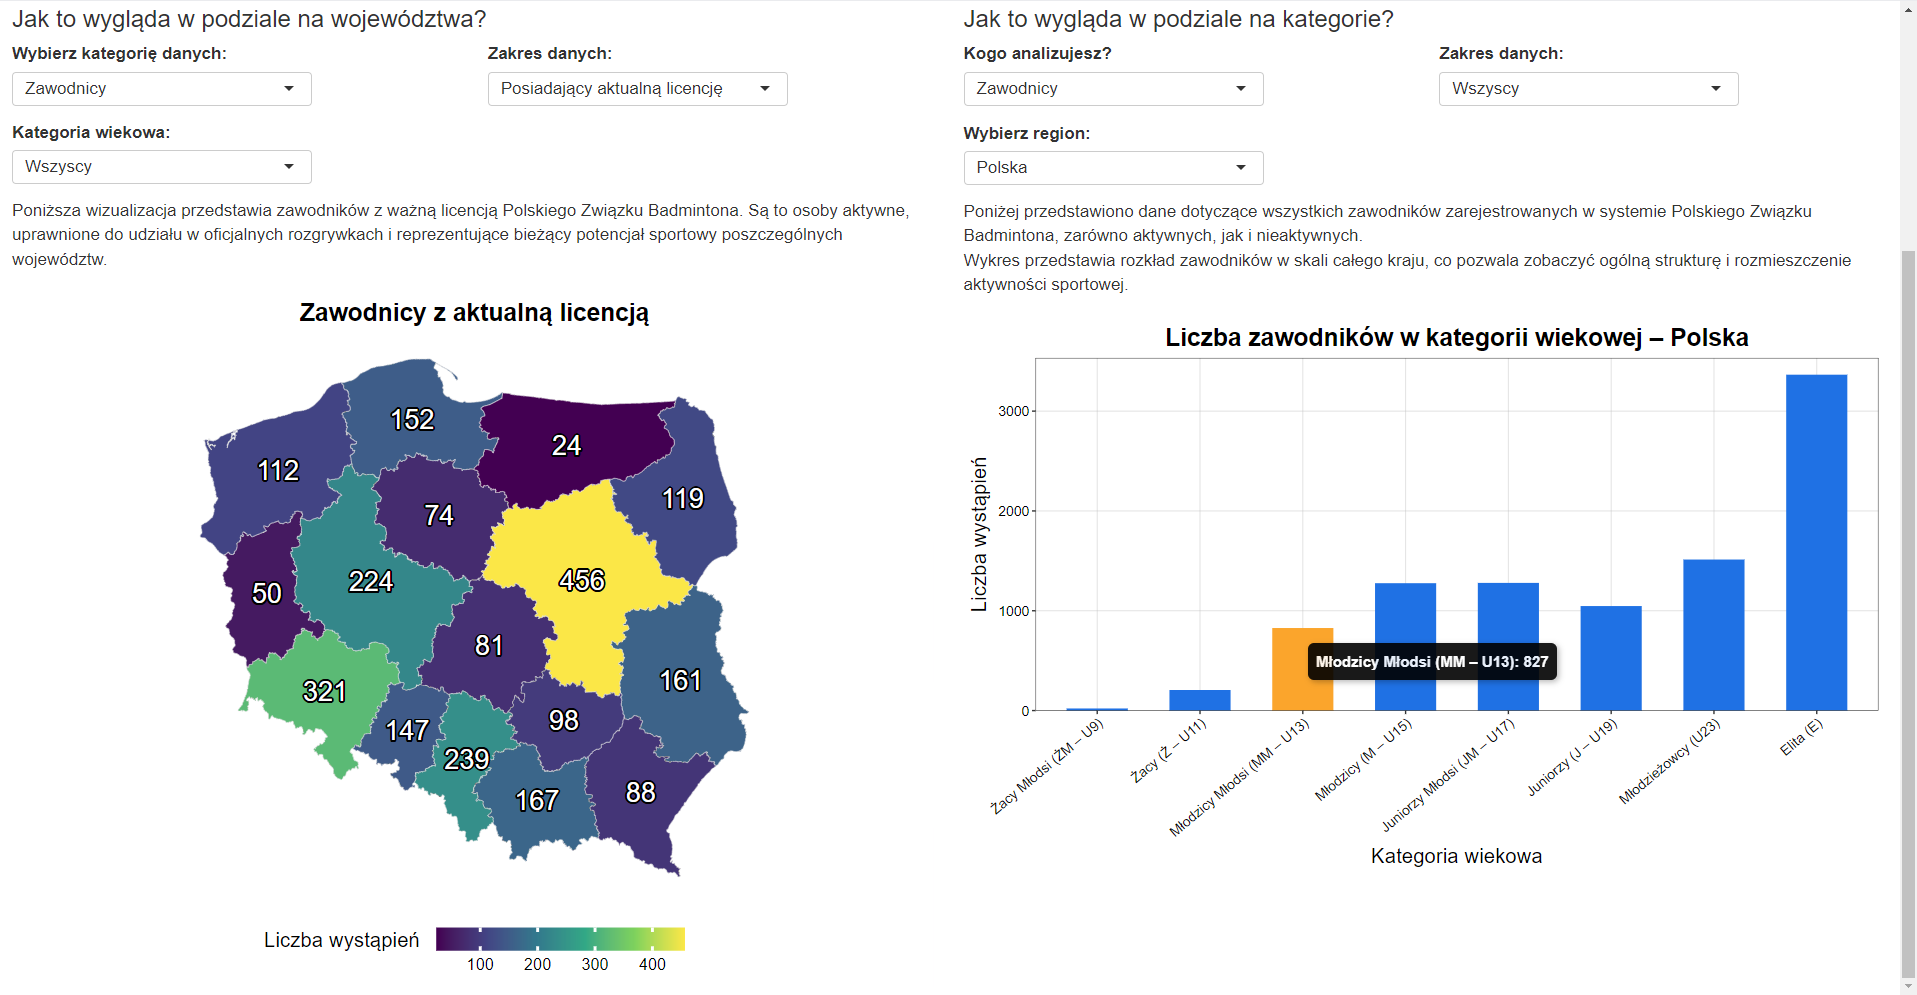 Jak to wygląda w podziale na województwa?
Wybierz kategorię danych:
Zakres danych:
Zawodnicy
Posiadający aktualną licencję
Kategoria wiekowa:
Wszyscy
Poniższa wizualizacja przedstawia zawodników z ważną licencją Polskiego Związku Badmintona. Są to osoby aktywne,
uprawnione do udziału w oficjalnych rozgrywkach i reprezentujące bieżący potencjał sportowy poszczególnych
województw.
Zawodnicy z aktualną licencją
152
24
112
119
74
224
456
50
81
161
321
98
147
239
167
88
Liczba wystąpień
100
200
300
400
Jak to wygląda w podziale na kategorie?
Kogo analizujesz?
Zakres danych:
Zawodnicy
Wszyscy
Wybierz region:
Polska
Poniżej przedstawiono dane dotyczące wszystkich zawodników zarejestrowanych w systemie Polskiego Związku
Badmintona, zarówno aktywnych, jak i nieaktywnych.
Wykres przedstawia rozkład zawodników w skali całego kraju, co pozwala zobaczyć ogólną strukturę i rozmieszczenie
aktywności sportowej.
Liczba zawodników w kategorii wiekowej – Polska
Liczba wystąpień
3000
2000
1000
0
Młodzicy Młodsi (MM – U13): 827
Żacy Młodsi (ŻM – U9)
Żacy (Ż – U11)
Młodzicy Młodsi (MM – U13)
Młodzicy (M – U15)
Juniorzy Młodsi (JM – U17)
Juniorzy (J – U19)
Młodzieżowcy (U23)
Elita (E)
Kategoria wiekowa